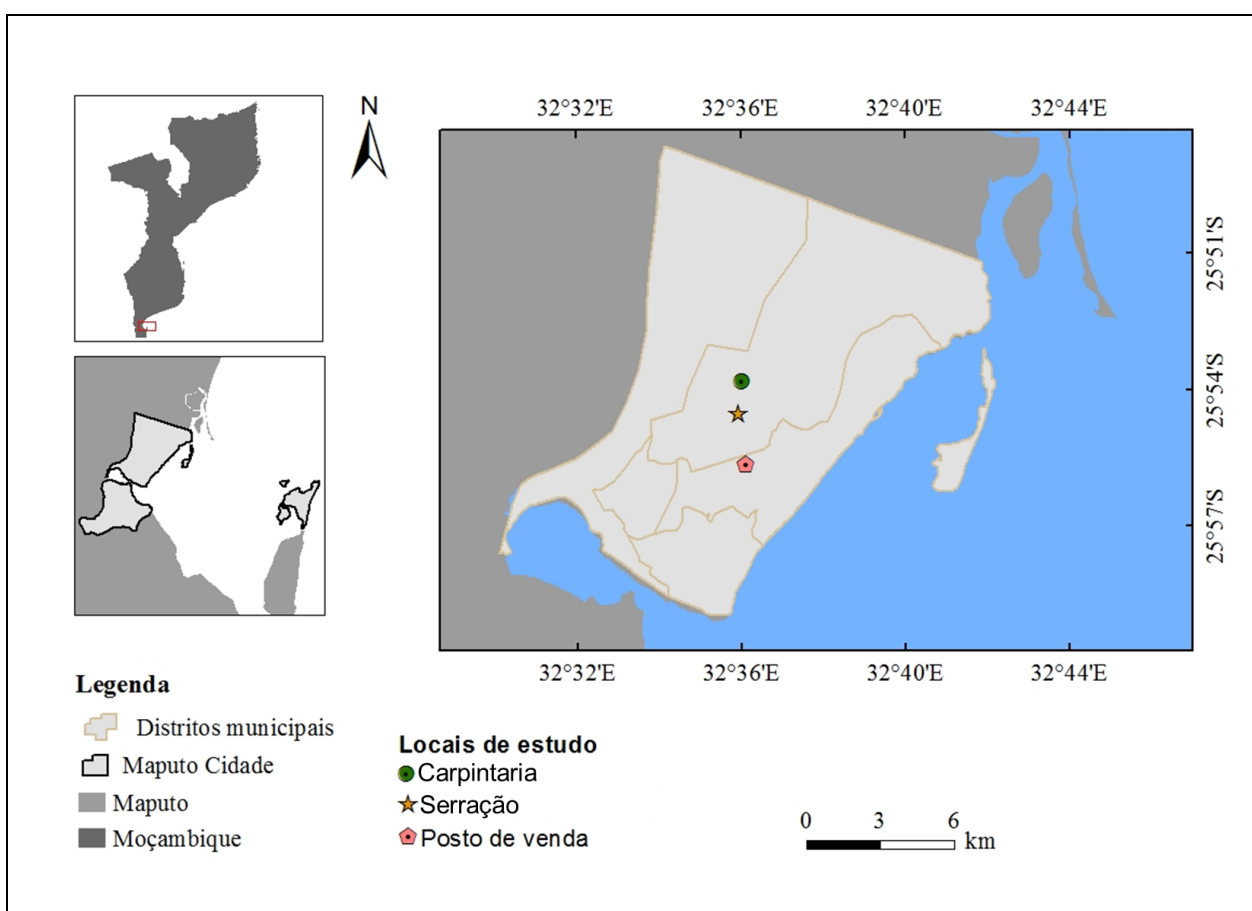 N
32°32'E 32°36'E 32°40'E 32°44'E
25°51'S
25°54'S
25°57'S
32°32'E 32°36'E 32°40'E 32°44'E
Legenda
Distritos municipais
Maputo Cidade
Maputo
Moçambique
Locais de estudo
Carpintaria
Serração
Posto de venda
0 3 6
km